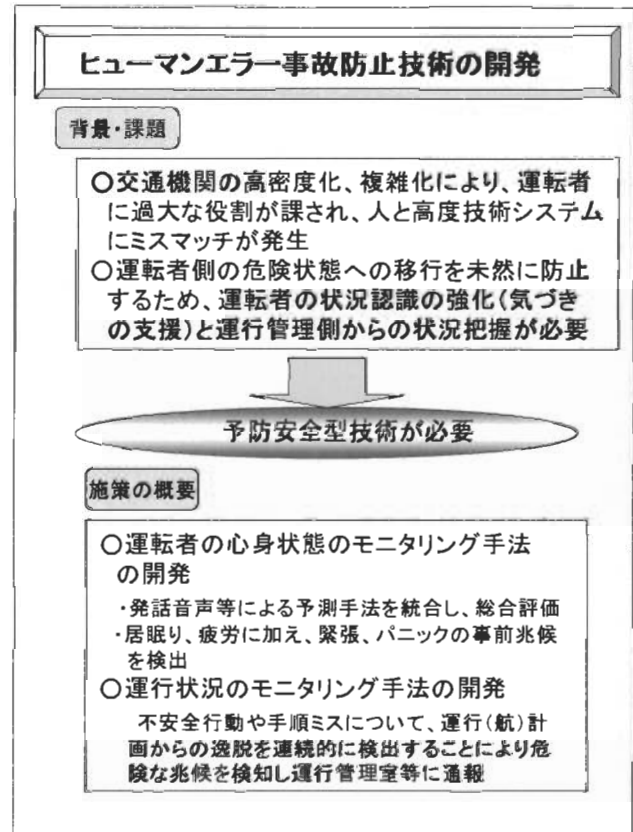 ヒューマンエラー事故防止技術の開発
背景・課題
〇交通機関の高密度化、複雑化により、運転者
に過大な役割が課され、人と高度技術システム
にミスマッチが発生
〇運転者側の危険状態への移行を未然に防止
するため、運転者の状況認識の強化(気づき
の支援)と運行管理側からの状況把握が必要
予防安全型技術が必要
施策の概要
〇運転者の心身状態のモニタリング手法
の開発
・発話音声等による予測手法を統合し、総合評価
・居眠り、疲労に加え、緊張、パニックの事前兆候
を検出
〇運行状況のモニタリング手法の開発
不安全行動や手順ミスについて、運行(航)計
画からの逸脱を連続的に検出することにより危
険な兆候を検知し運行管理室等に通報